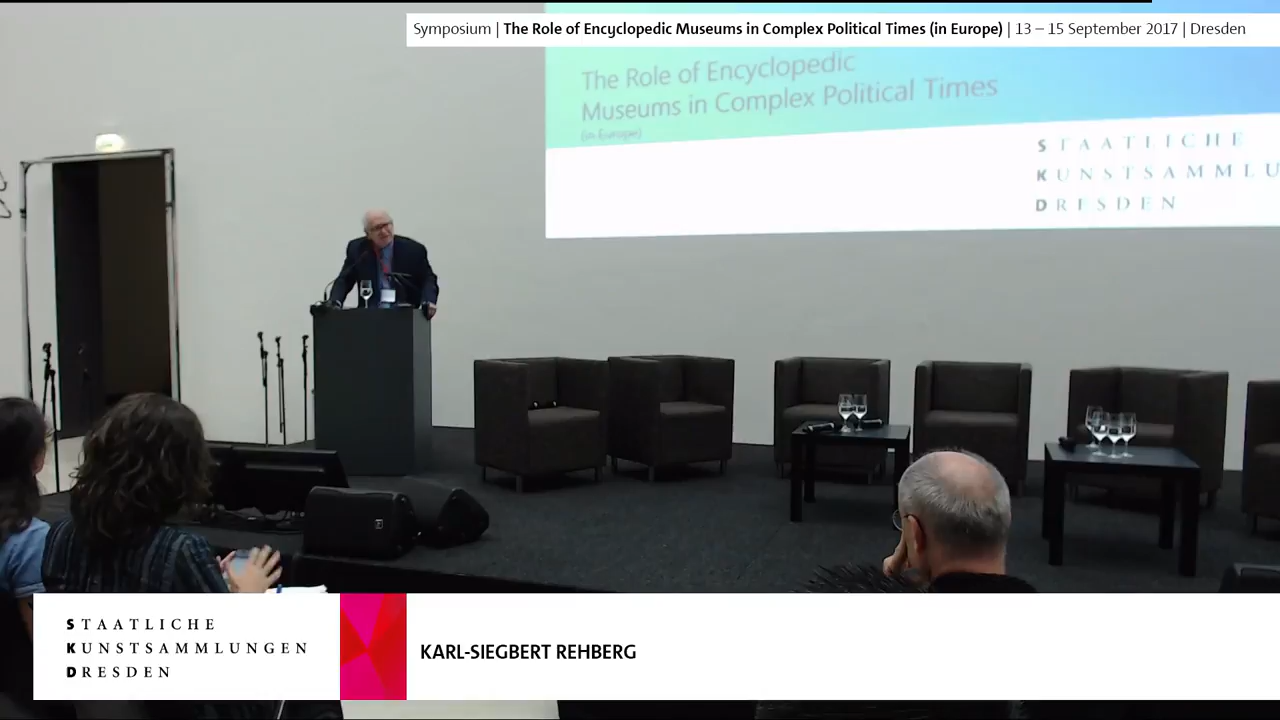 Symposium | The Role of Encyclopedic Museums in Complex Political Times (in Europe) | 13 – 15 September 2017 | Dresden
The Role of Encyclopedic
Museums in Complex Political Times
(in Europe)
STAATLICHE
KUNSTSAMMLU
DRESDEN
STAATLICHE
KUNSTSAMMLUNGEN
DRESDEN
KARL-SIEGBERT REHBERG